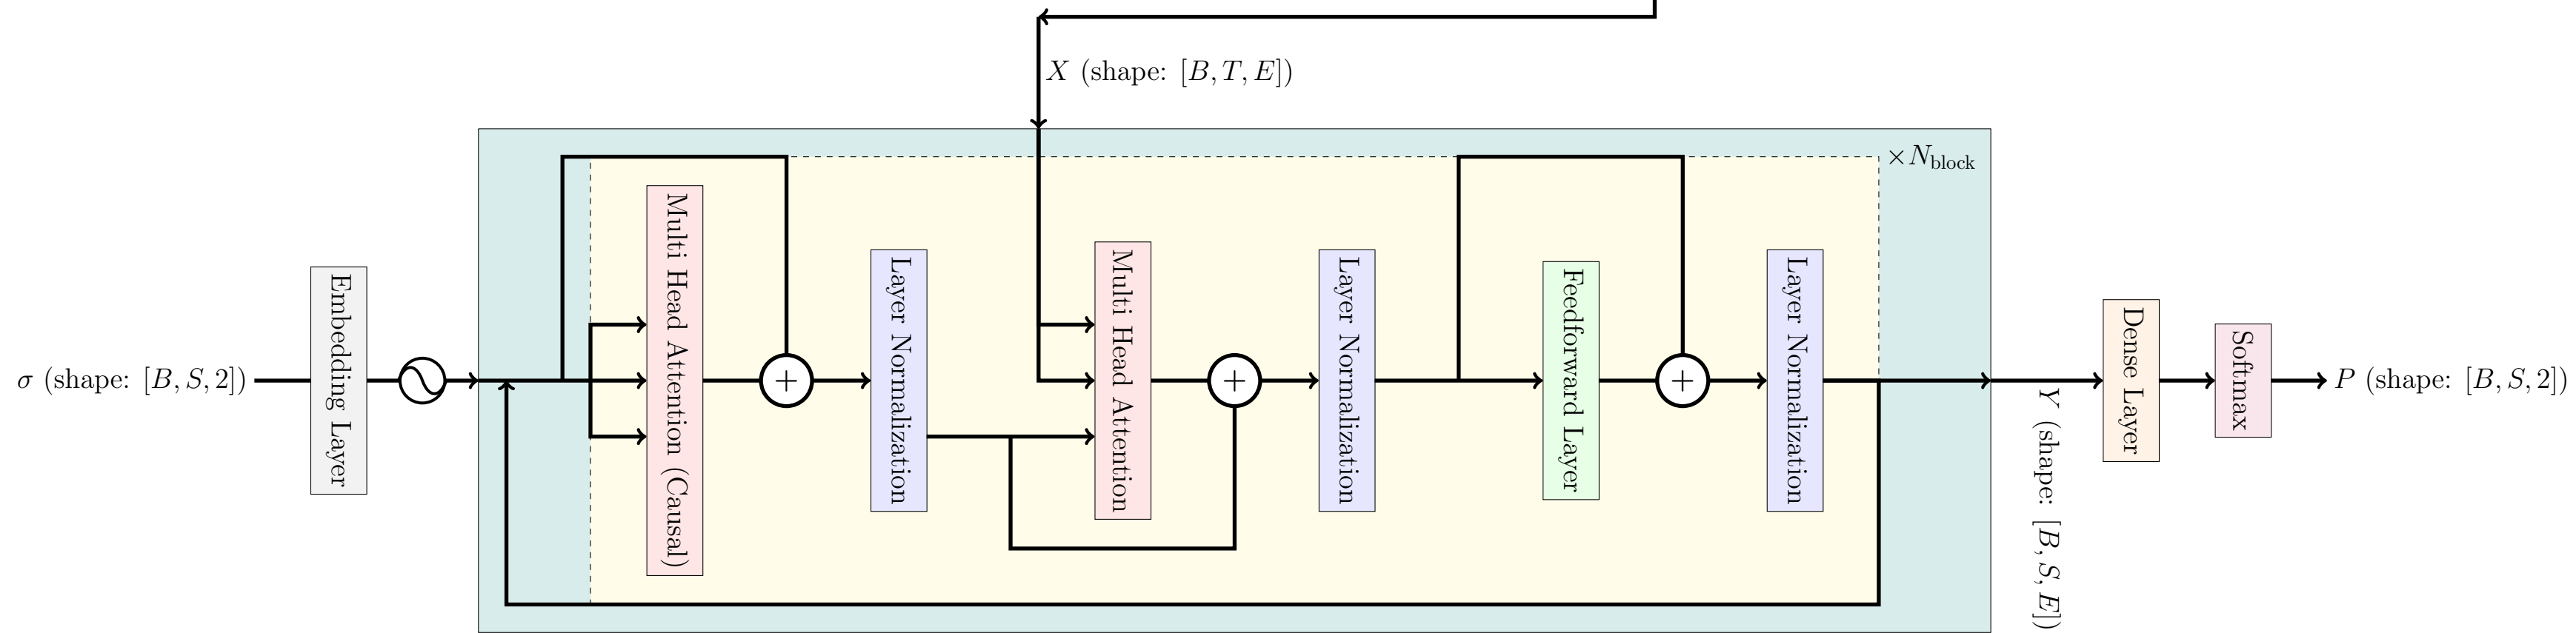 X (shape: [B, T, E])
×N_block
σ (shape: [B, S, 2])
Embedding Layer
Multi Head Attention (Causal)
+
Layer Normalization
Multi Head Attention
+
Layer Normalization
Feedforward Layer
+
Layer Normalization
Y (shape: [B, S, E])
Dense Layer
Softmax
P (shape: [B, S, 2])